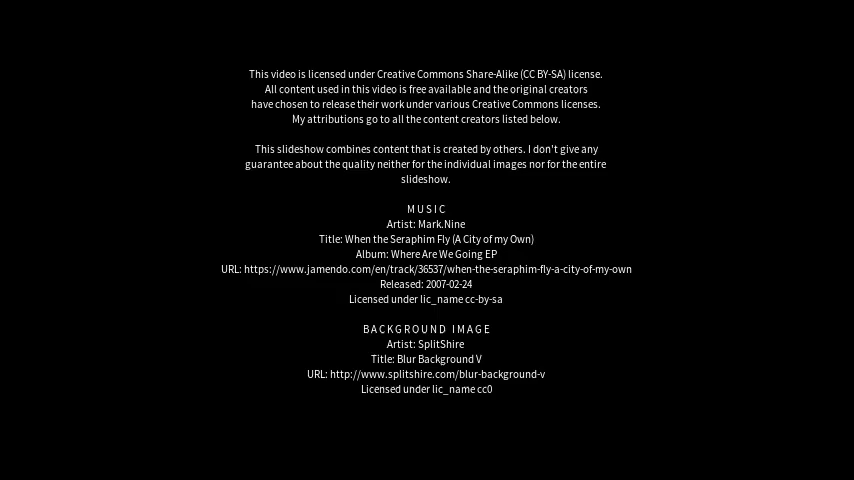 This video is licensed under Creative Commons Share-Alike (CC BY-SA) license.
All content used in this video is free available and the original creators
have chosen to release their work under various Creative Commons licenses.
My attributions go to all the content creators listed below.
This slideshow combines content that is created by others. I don't give any
guarantee about the quality neither for the individual images nor for the entire
slideshow.
MUSIC
Artist: Mark.Nine
Title: When the Seraphim Fly (A City of my Own)
Album: Where Are We Going EP
URL: https://www.jamendo.com/en/track/36537/when-the-seraphim-fly-a-city-of-my-own
Released: 2007-02-24
Licensed under lic_name cc-by-sa
BACKGROUND IMAGE
Artist: SplitShire
Title: Blur Background V
URL: http://www.splitshire.com/blur-background-v
Licensed under lic_name cc0